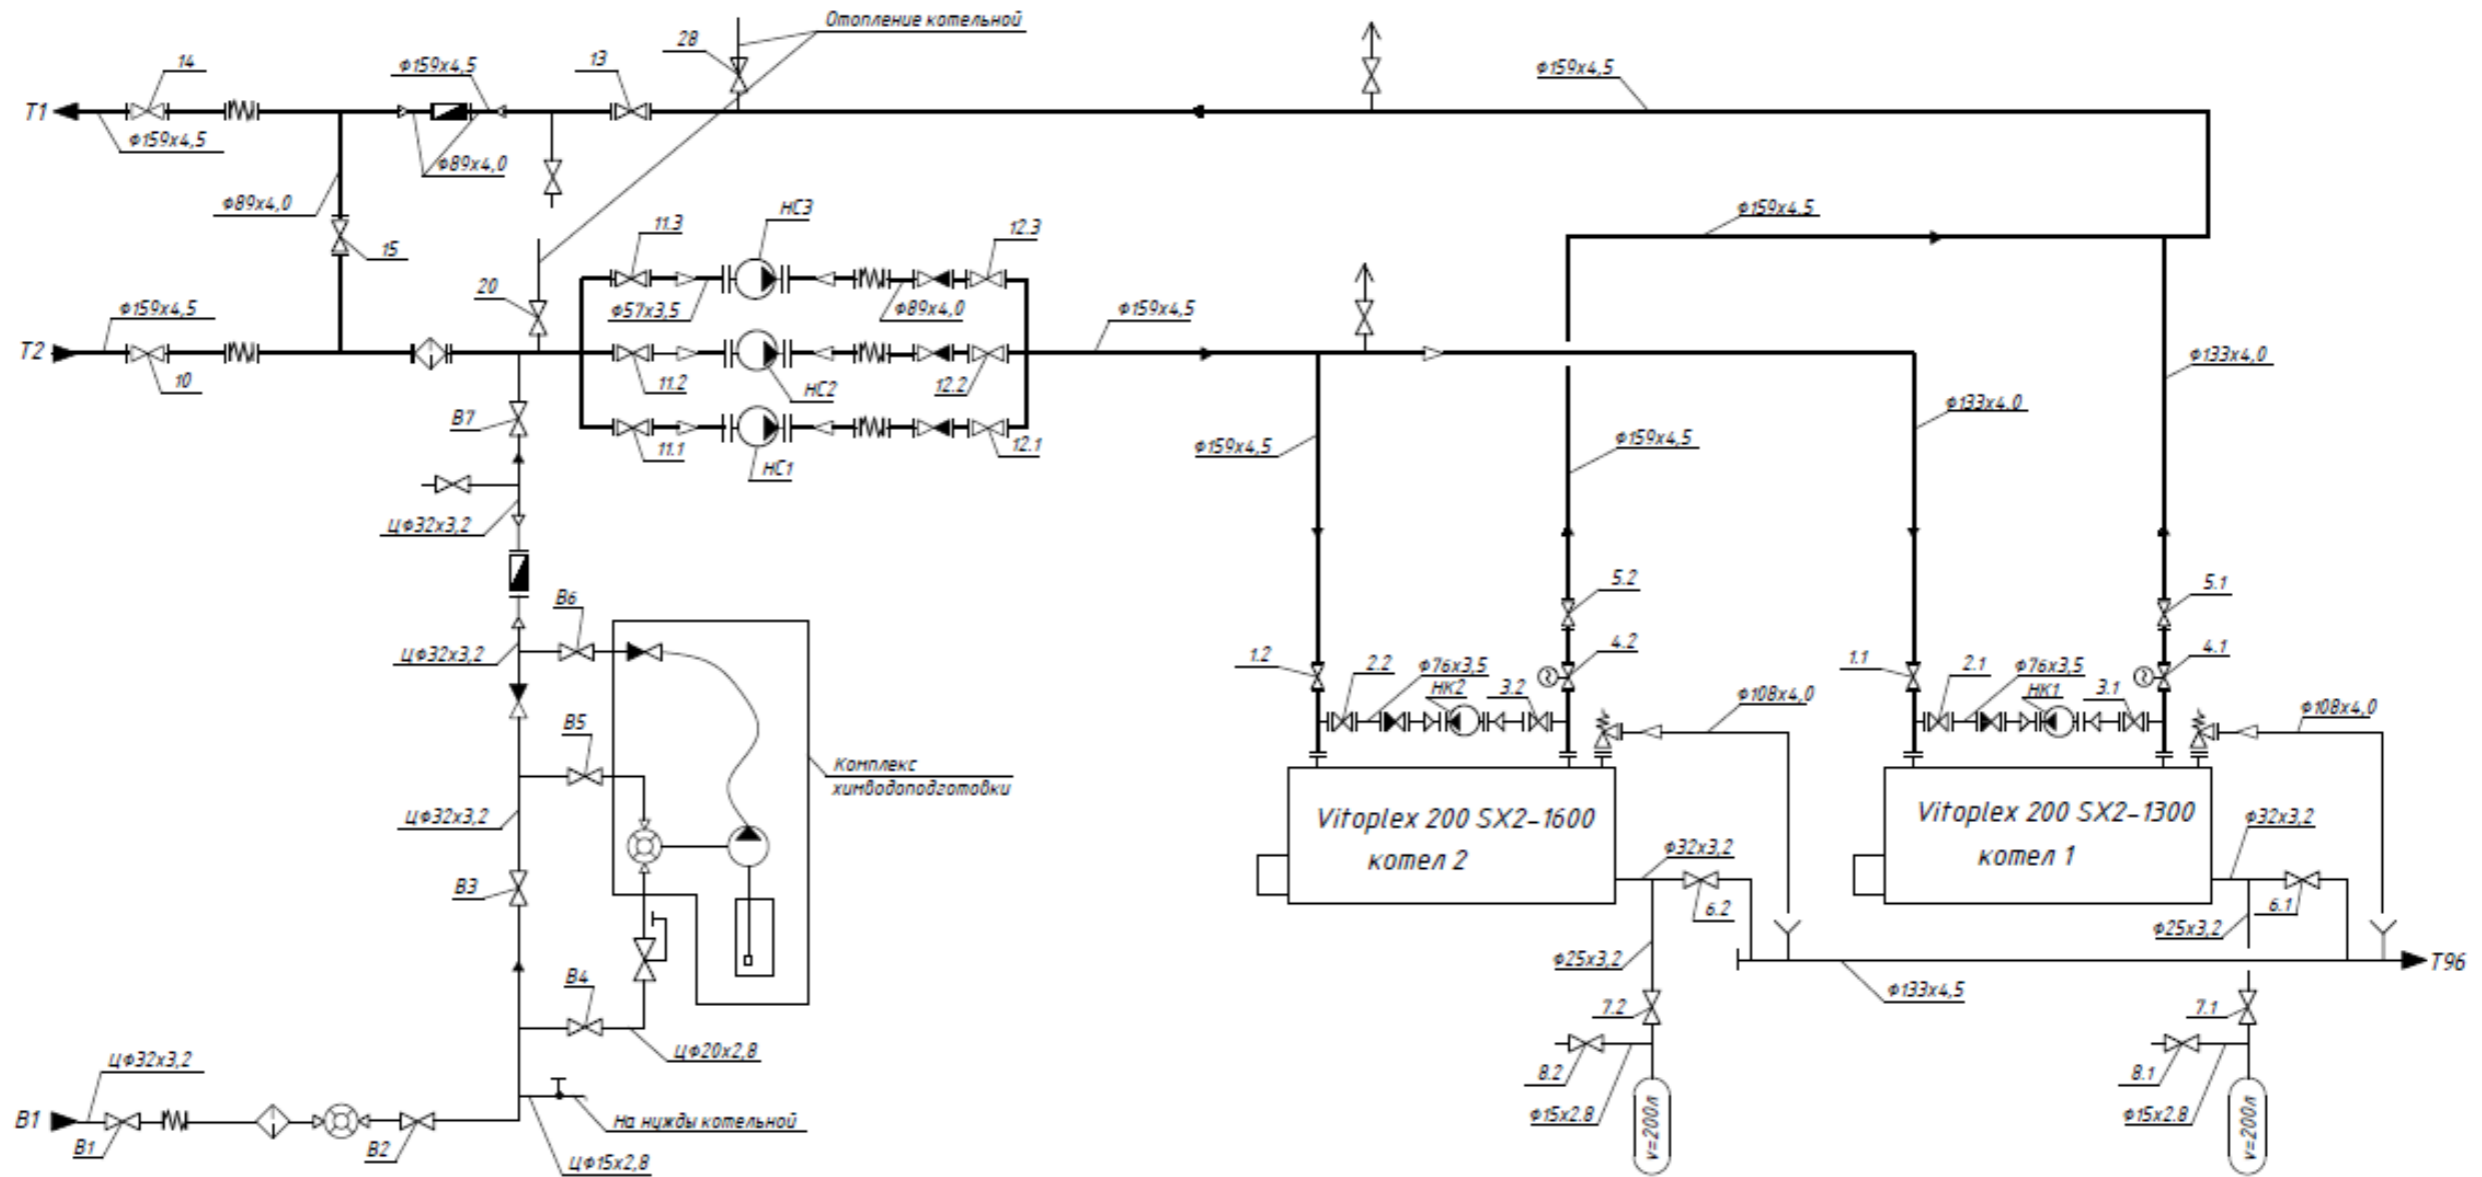 Отопление котельной
28
14
ф159х4,5
13
ф159х4,5
Т1
ф159х4,5
ф89х4,0
ф89х4,0
НС3
ф159х4.5
11.3
12.3
15
20
ф57х3,5
ф89х4,0
ф159х4,5
ф159х4,5
Т2
10
11.2
НС2
12.2
ф133х4,0
ф133х4.0
В7
11.1
НС1
12.1
ф159х4,5
ф159х4,5
ЦФ32х3,2
В6
5.2
5.1
ЦФ32х3,2
1.2
2.2
ф76х3,5
4.2
1.1
2.1
ф76х3,5
4.1
НК2
3.2
ф108х4,0
НК1
3.1
ф108х4,0
В5
Комплекс
химводоподготовки
ЦФ32х3,2
Vitoplex 200 SX2-1600
котел 2
Vitoplex 200 SX2-1300
котел 1
ф32х3,2
ф32х3,2
В3
6.2
6.1
ф25х3,2
ф25х3,2
Т96
В4
ф133х4,5
7.2
7.1
ЦФ20х2,8
ЦФ32х3,2
8.2
8.1
В1
В1
В2
На нужды котельной
ф15х2.8
ф15х2.8
v=200л
v=200л
ЦФ15х2,8